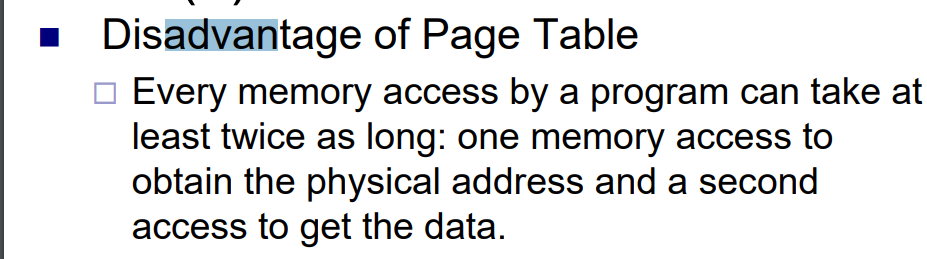 Disadvantage of Page Table
Every memory access by a program can take at
least twice as long: one memory access to
obtain the physical address and a second
access to get the data.